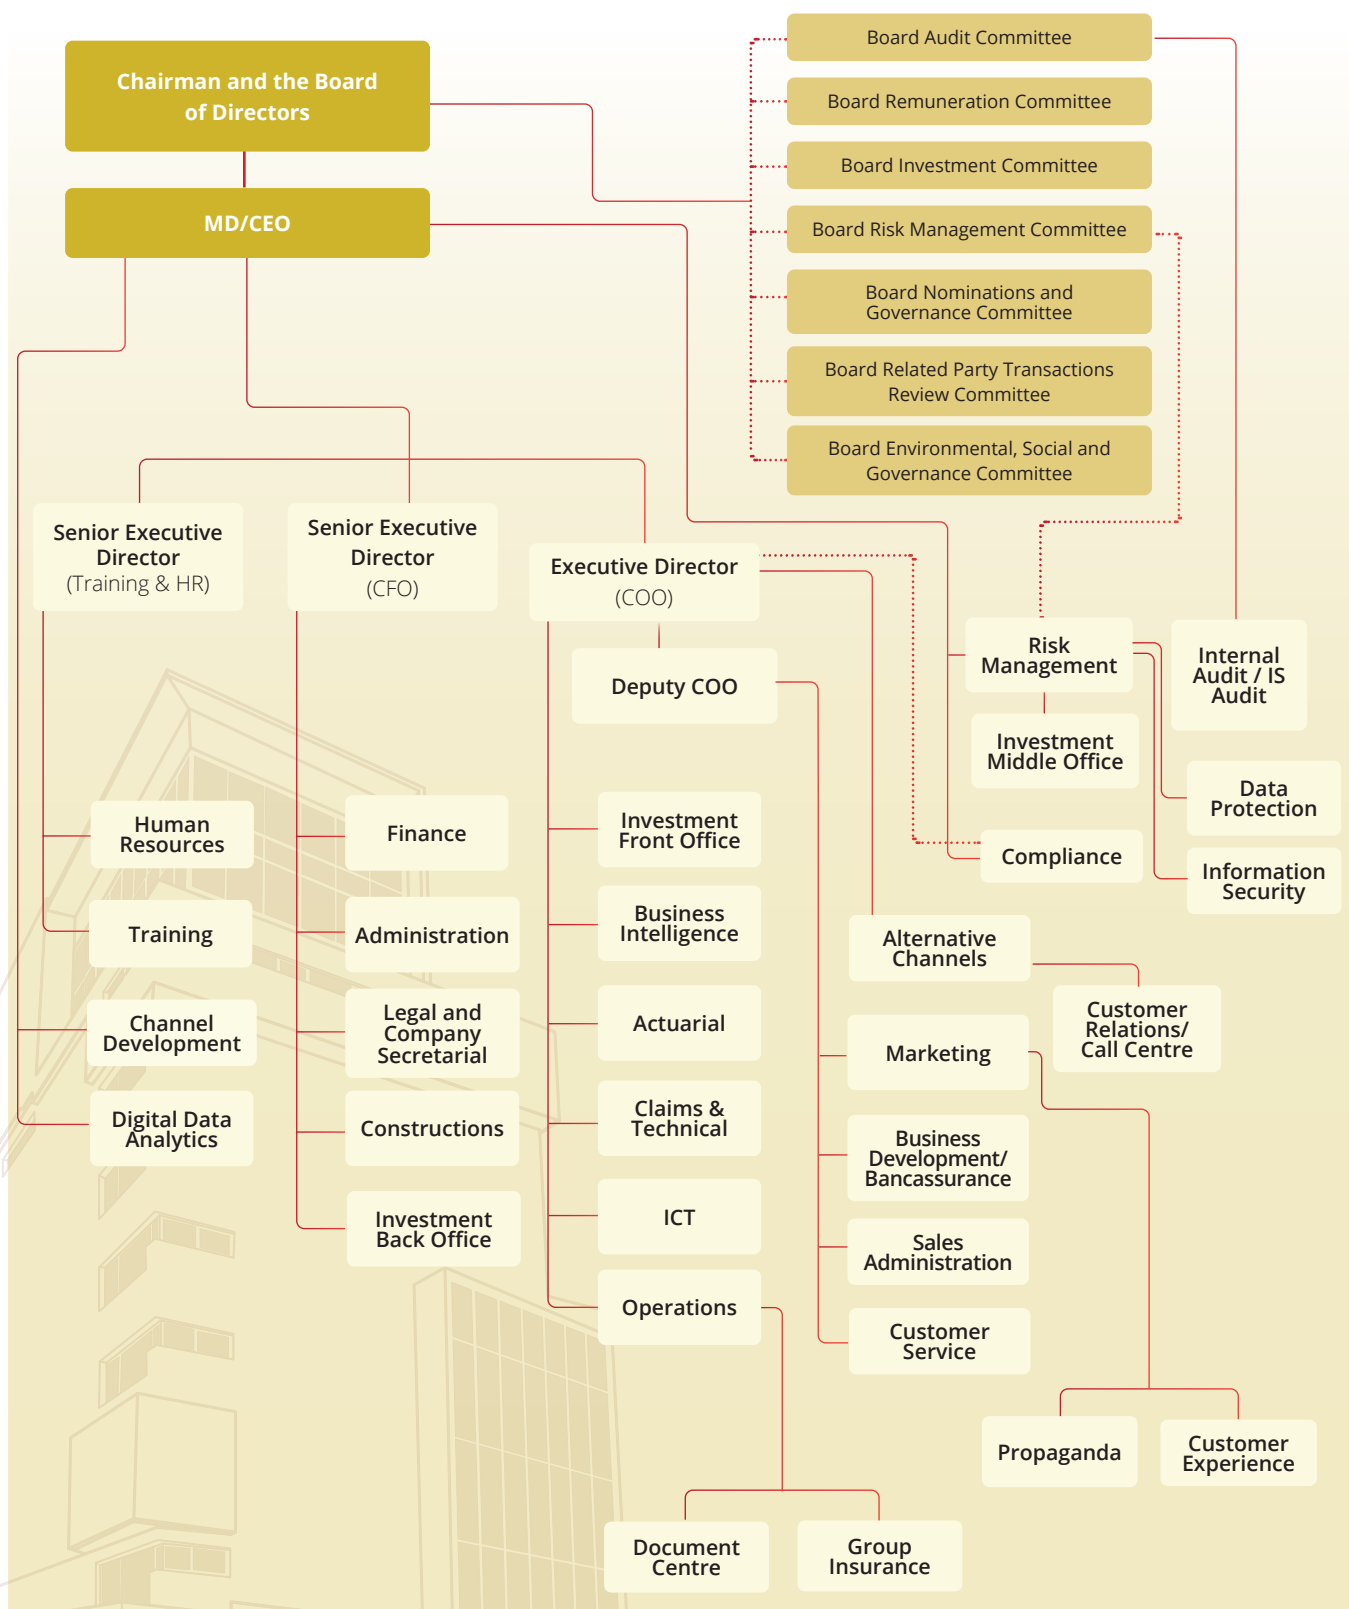 Chairman and the Board
of Directors
MD/CEO
Board Audit Committee
Board Remuneration Committee
Board Investment Committee
Board Risk Management Committee
Board Nominations and
Governance Committee
Board Related Party Transactions
Review Committee
Board Environmental, Social and
Governance Committee
Senior Executive
Director
(Training & HR)
Senior Executive
Director
(CFO)
Executive Director
(COO)
Deputy COO
Risk
Management
Internal
Audit / IS
Audit
Investment
Middle Office
Data
Protection
Compliance
Information
Security
Human
Resources
Training
Channel
Development
Digital Data
Analytics
Finance
Administration
Legal and
Company
Secretarial
Constructions
Investment
Back Office
Investment
Front Office
Business
Intelligence
Actuarial
Claims &
Technical
ICT
Operations
Alternative
Channels
Customer
Relations/
Call Centre
Marketing
Business
Development/
Bancassurance
Sales
Administration
Customer
Service
Propaganda
Customer
Experience
Document
Centre
Group
Insurance